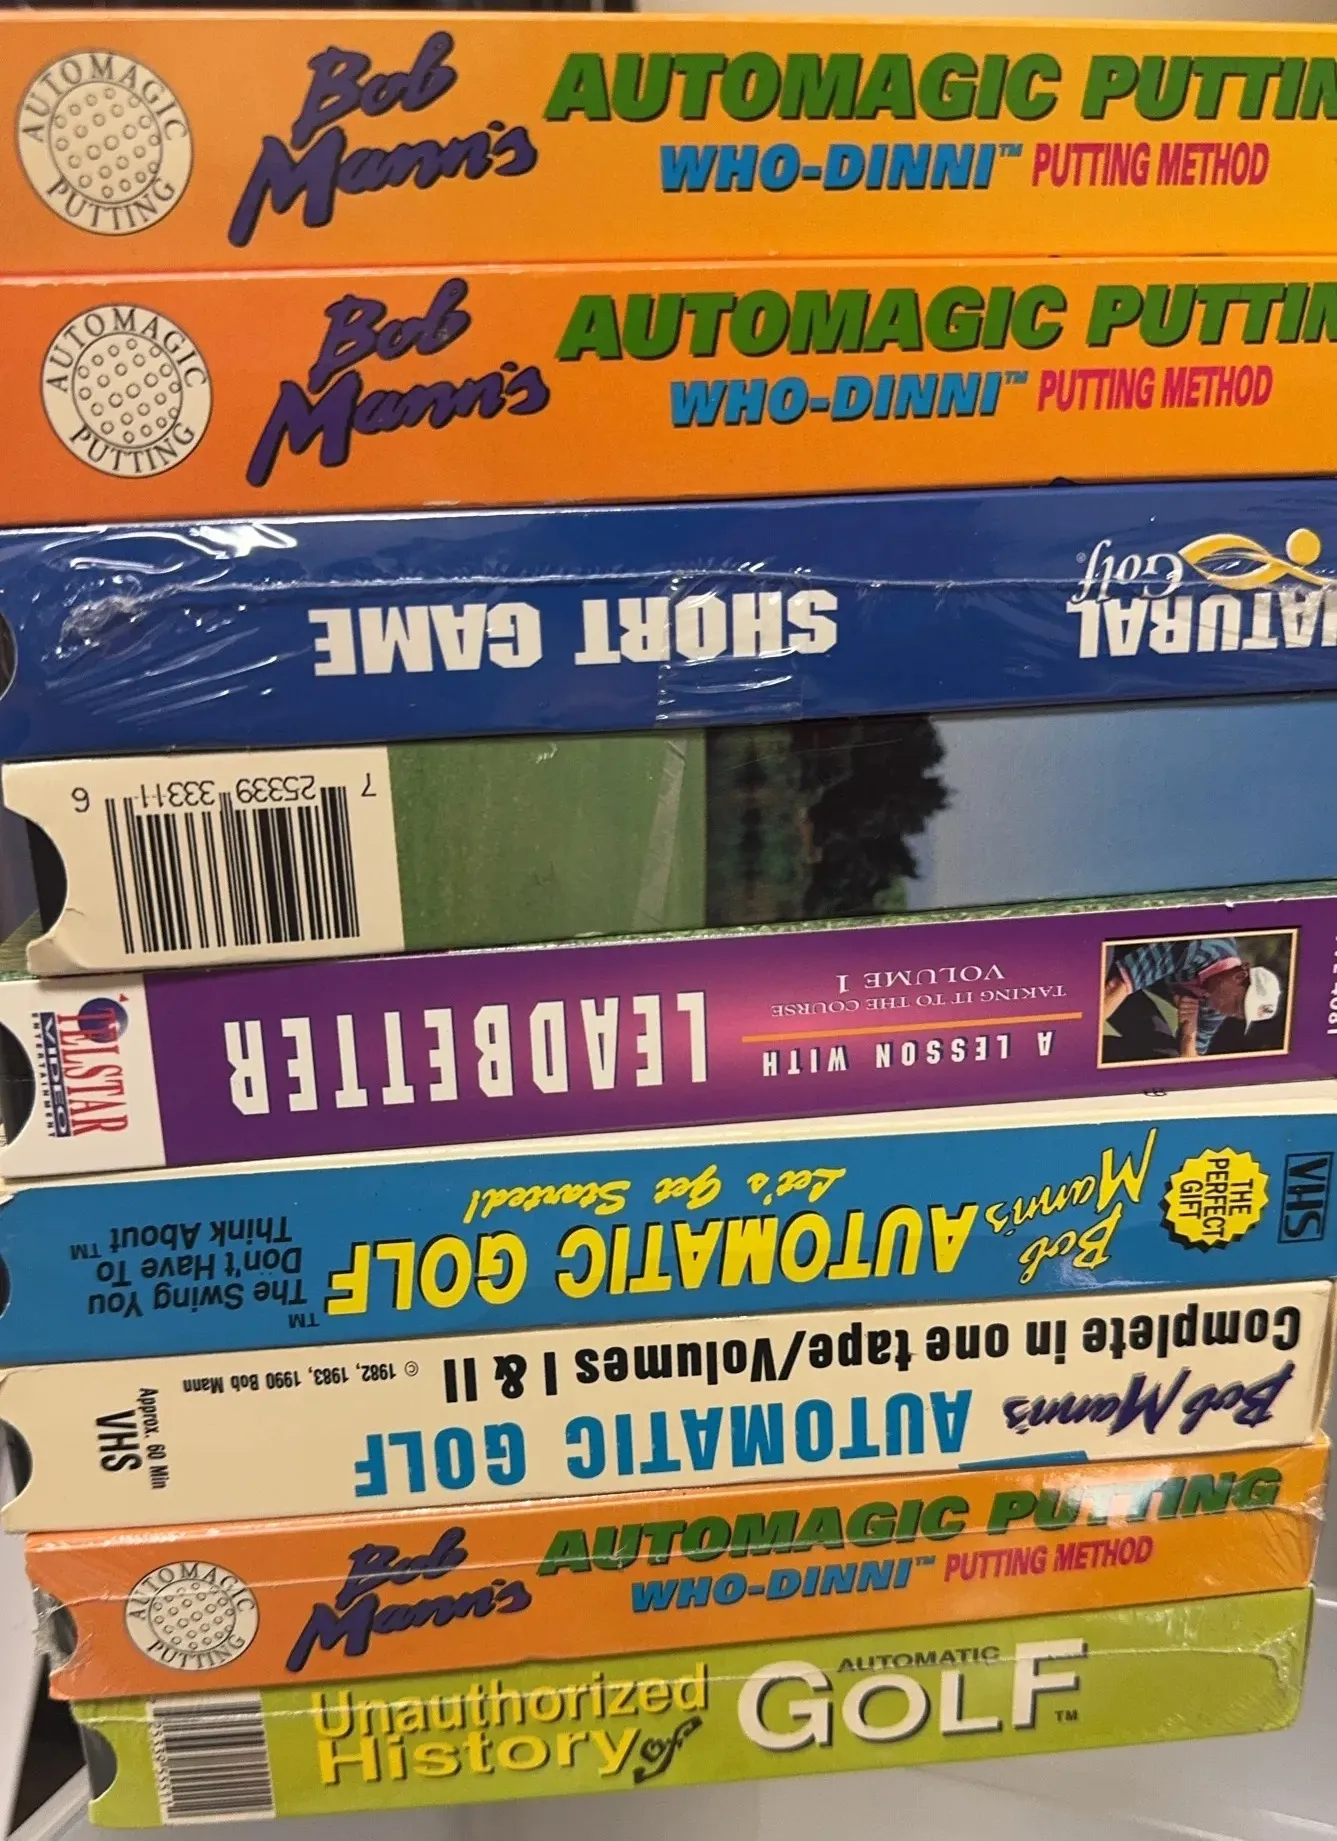 AUTOMAGIC PUTTING
Bob Mann's
AUTOMAGIC PUTTIN
WHO-DINNI™ PUTTING METHOD
AUTOMAGIC PUTTING
Bob Mann's
AUTOMAGIC PUTTIN
WHO-DINNI™ PUTTING METHOD
NATURAL Golf®
SHORT GAME
7 25339 33311 6
A LESSON WITH
TAKING IT TO THE COURSE
VOLUME 1
LEADBETTER
TELSTAR
VIDEO
ENTERTAINMENT
VHS
THE PERFECT GIFT
Bob Mann's
AUTOMATIC GOLF™
Let's Get Started!
The Swing You
Don't Have To
Think About™
Bob Mann's
AUTOMATIC GOLF
Complete in one tape/Volumes I & II
© 1982, 1983, 1990 Bob Mann
VHS
Approx. 60 Min
AUTOMAGIC PUTTING
Bob Mann's
AUTOMAGIC PUTTING
WHO-DINNI™ PUTTING METHOD
Unauthorized
History of
AUTOMATIC
GOLF™